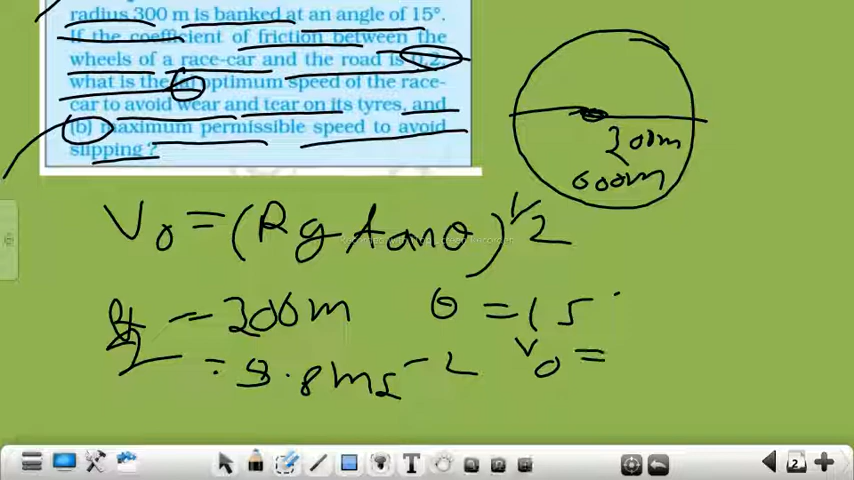 radius 300 m is banked at an angle of 15°.
If the coefficient of friction between the
wheels of a race-car and the road is 0.2,
what is the (a) optimum speed of the race-
car to avoid wear and tear on its tyres, and
(b) maximum permissible speed to avoid
slipping ?
300m
600m
V0 = (Rg tanθ)^1/2
= 300m θ = 15°
= 9.8ms-2 V0 =
T
2